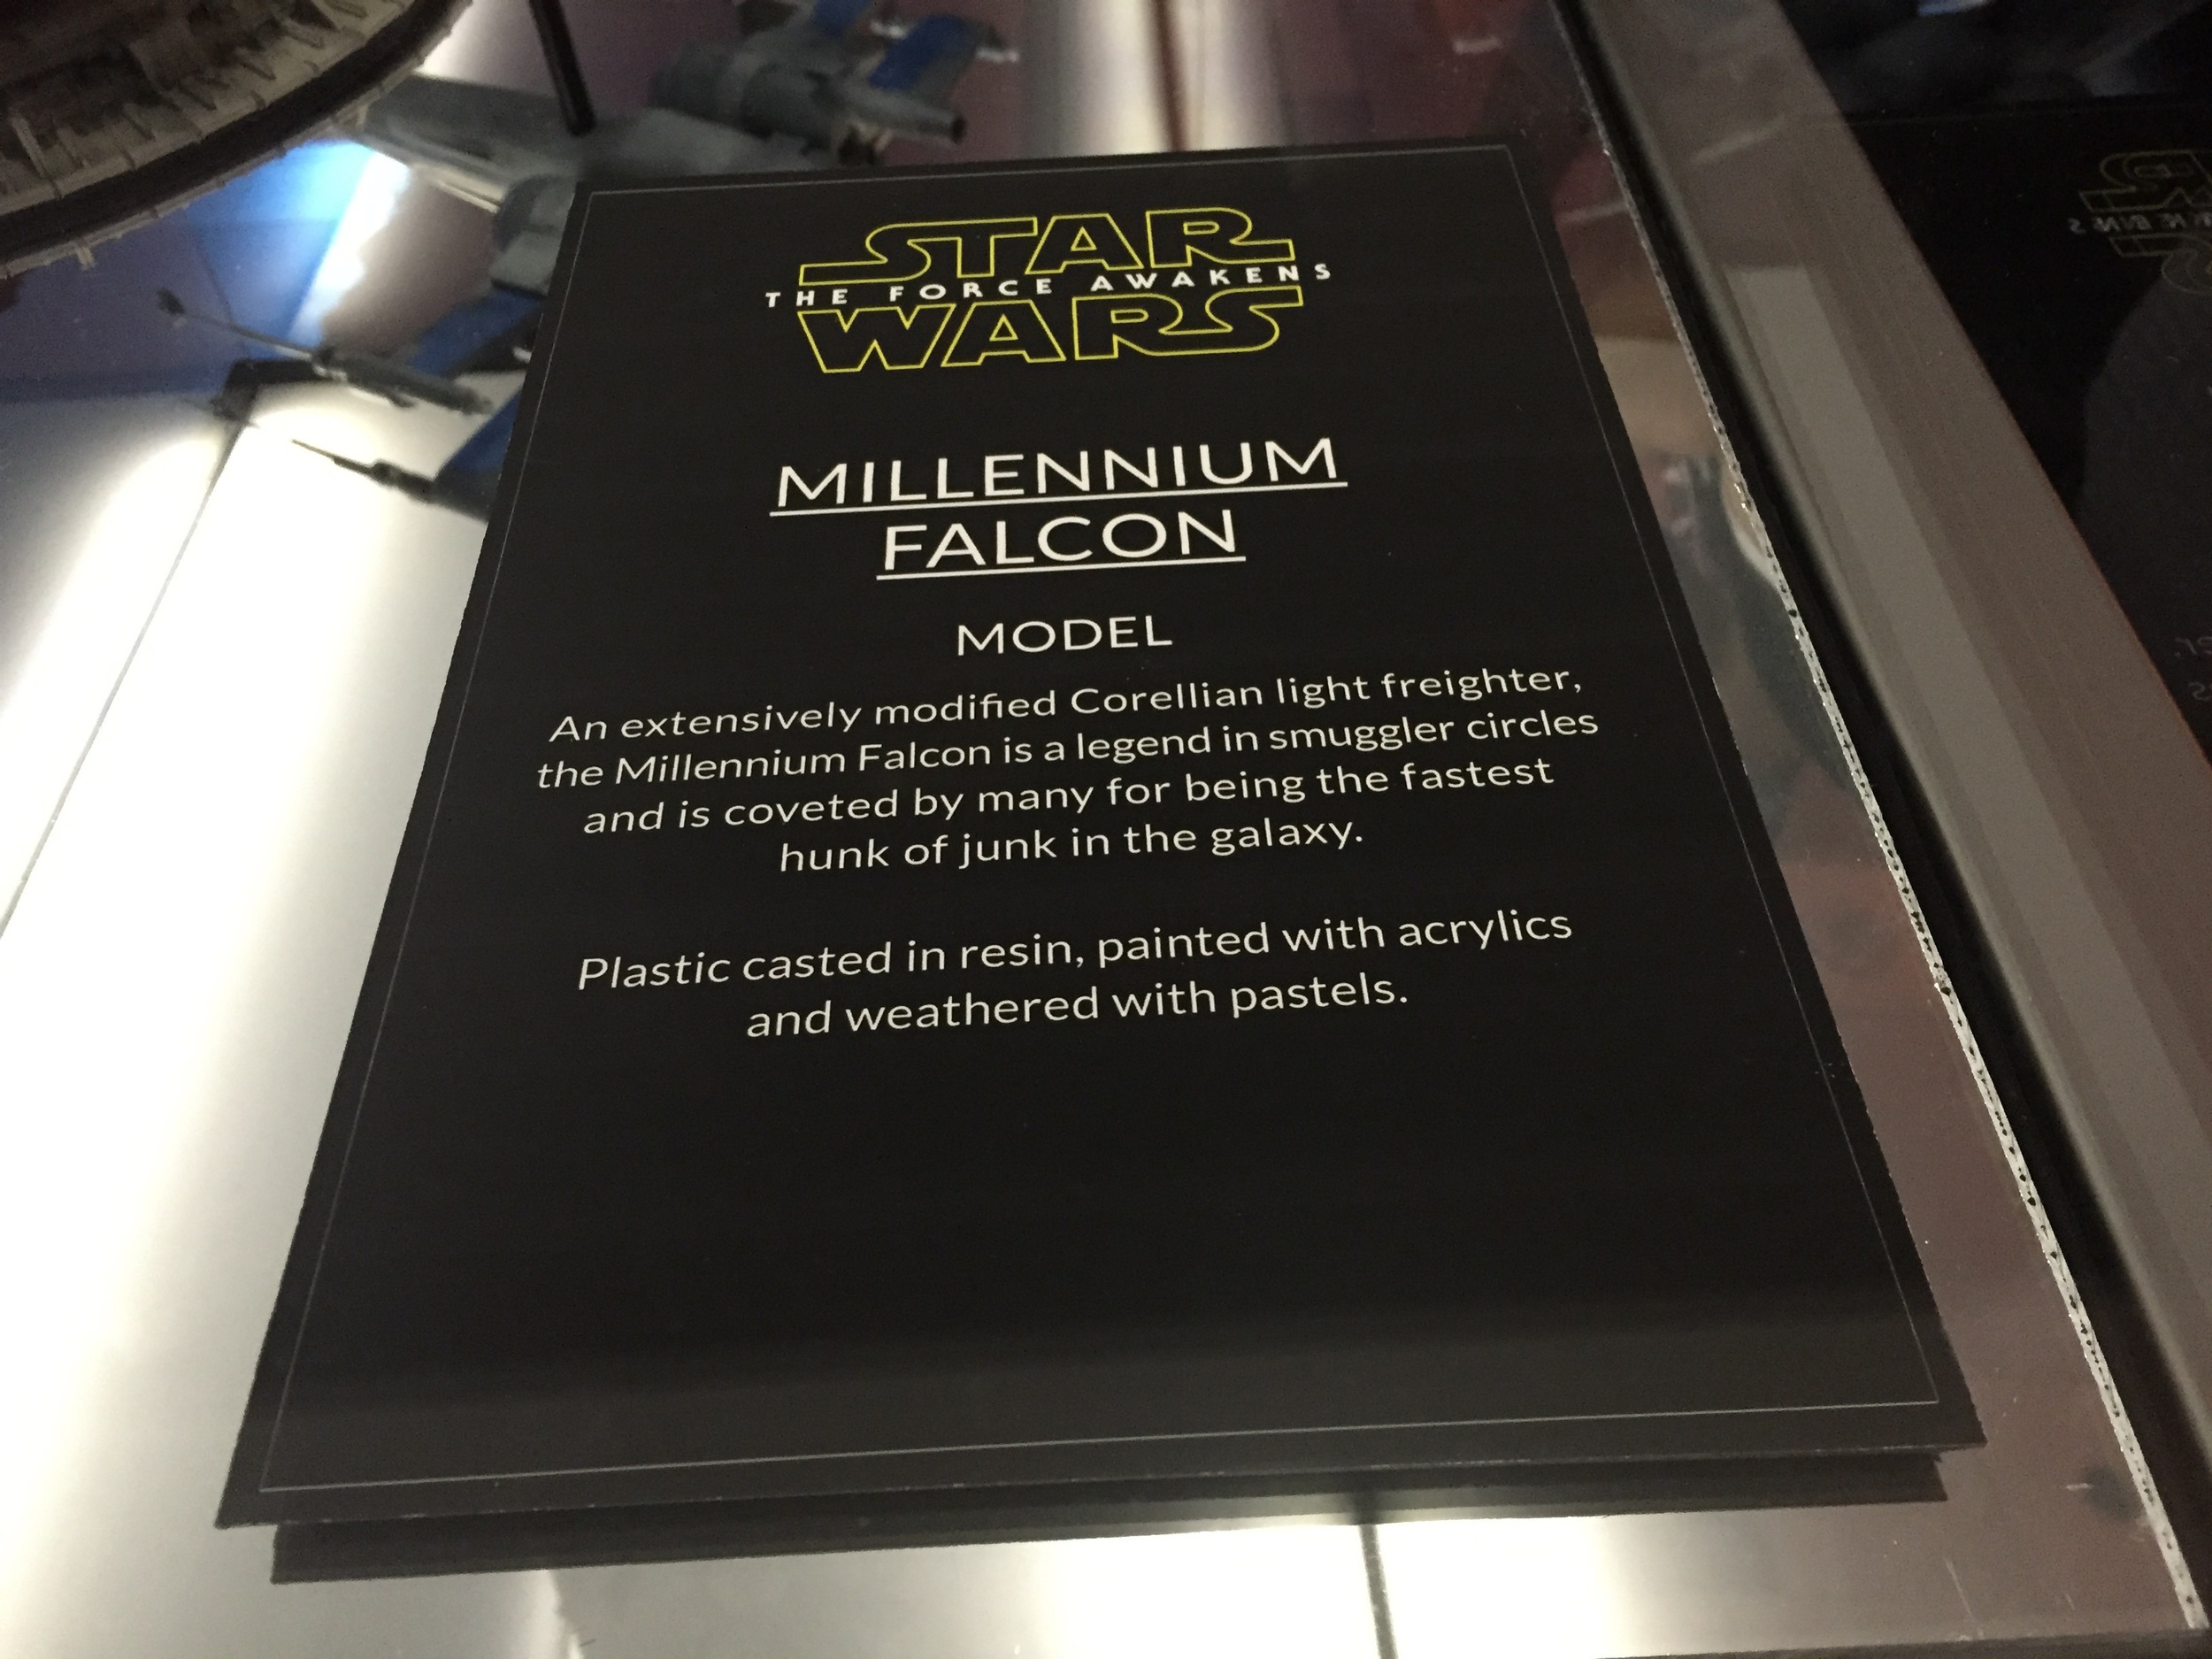 STAR
THE FORCE AWAKENS
WARS
MILLENNIUM
FALCON
MODEL
An extensively modified Corellian light freighter,
the Millennium Falcon is a legend in smuggler circles
and is coveted by many for being the fastest
hunk of junk in the galaxy.
Plastic casted in resin, painted with acrylics
and weathered with pastels.